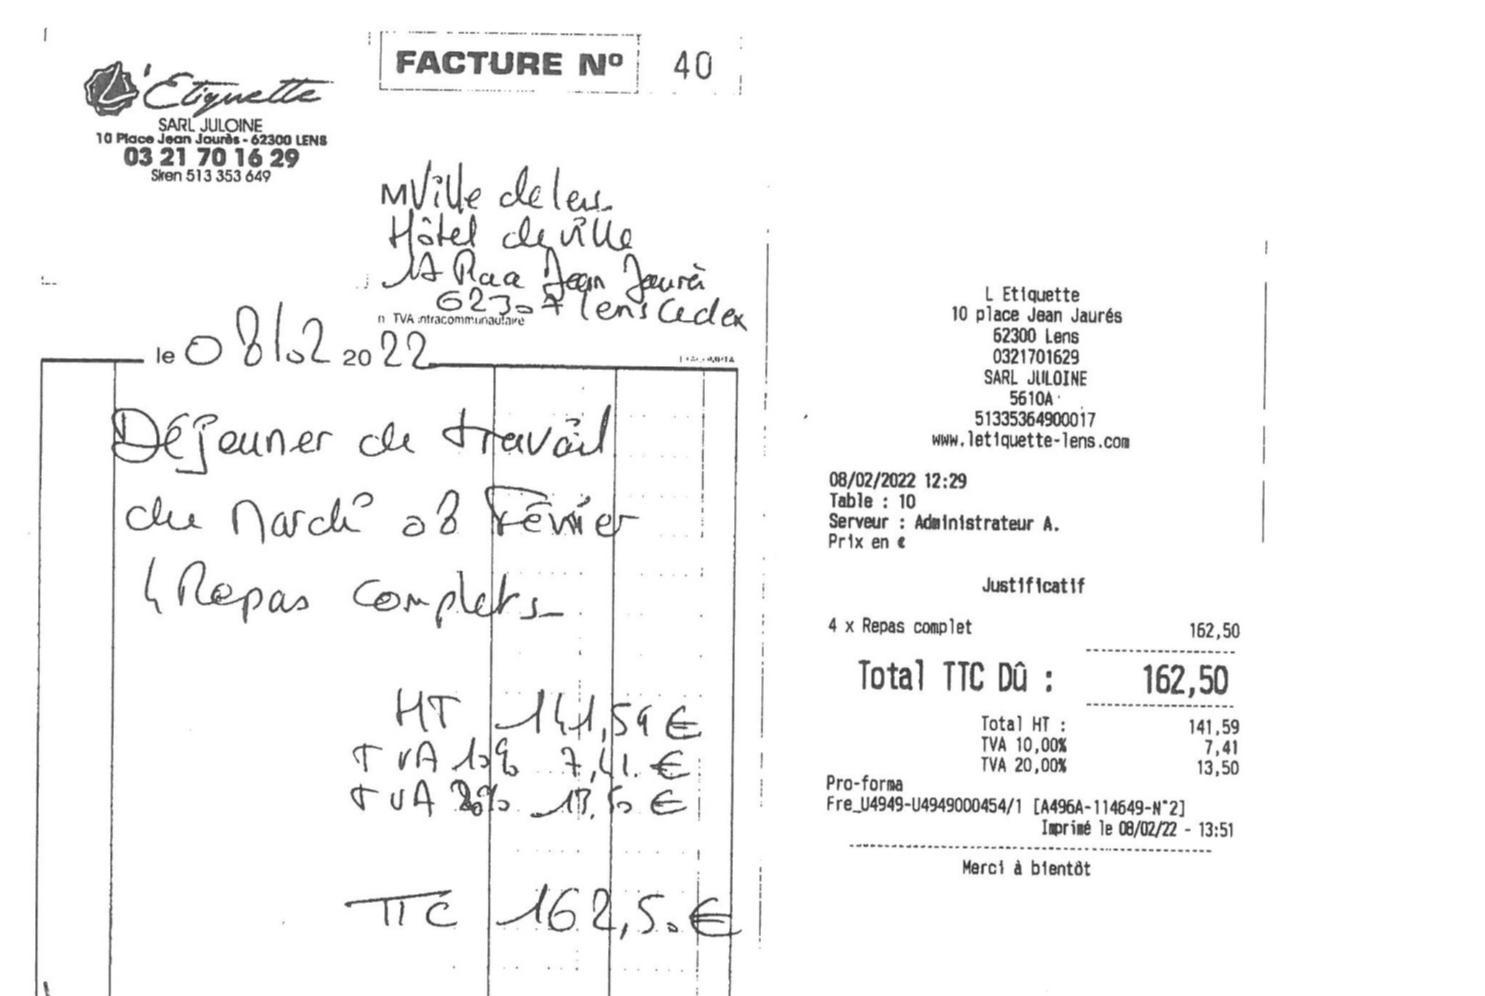 FACTURE Nº 40
L'Etiquette
SARL JULOINE
10 Place Jean Jaurès - 62300 LENS
03 21 70 16 29
Siren 513 353 649
M Ville de Lens
Hôtel de ville
17 Jean Jaurès
6230 Lens Cedex
n TVA intracommunautaire
le 08/02 2022
EXACOMPTA
Déjeuner de travail
du Mardi 08 Février
4 Repas complets
HT 141,59 €
TVA 10% 7,41 €
TVA 20% 13,50 €
TTC 162,50 €
L Etiquette
10 place Jean Jaurés
62300 Lens
0321701629
SARL JULOINE
5610A
51335364900017
www.letiquette-lens.com
08/02/2022 12:29
Table : 10
Serveur : Administrateur A.
Prix en €
Justificatif
4 x Repas complet 162,50
Total TTC Dû : 162,50
Total HT : 141,59
TVA 10,00% 7,41
TVA 20,00% 13,50
Pro-forma
Fre_U4949-U4949000454/1 [A496A-114649-N°2]
Imprimé le 08/02/22 - 13:51
Merci à bientôt